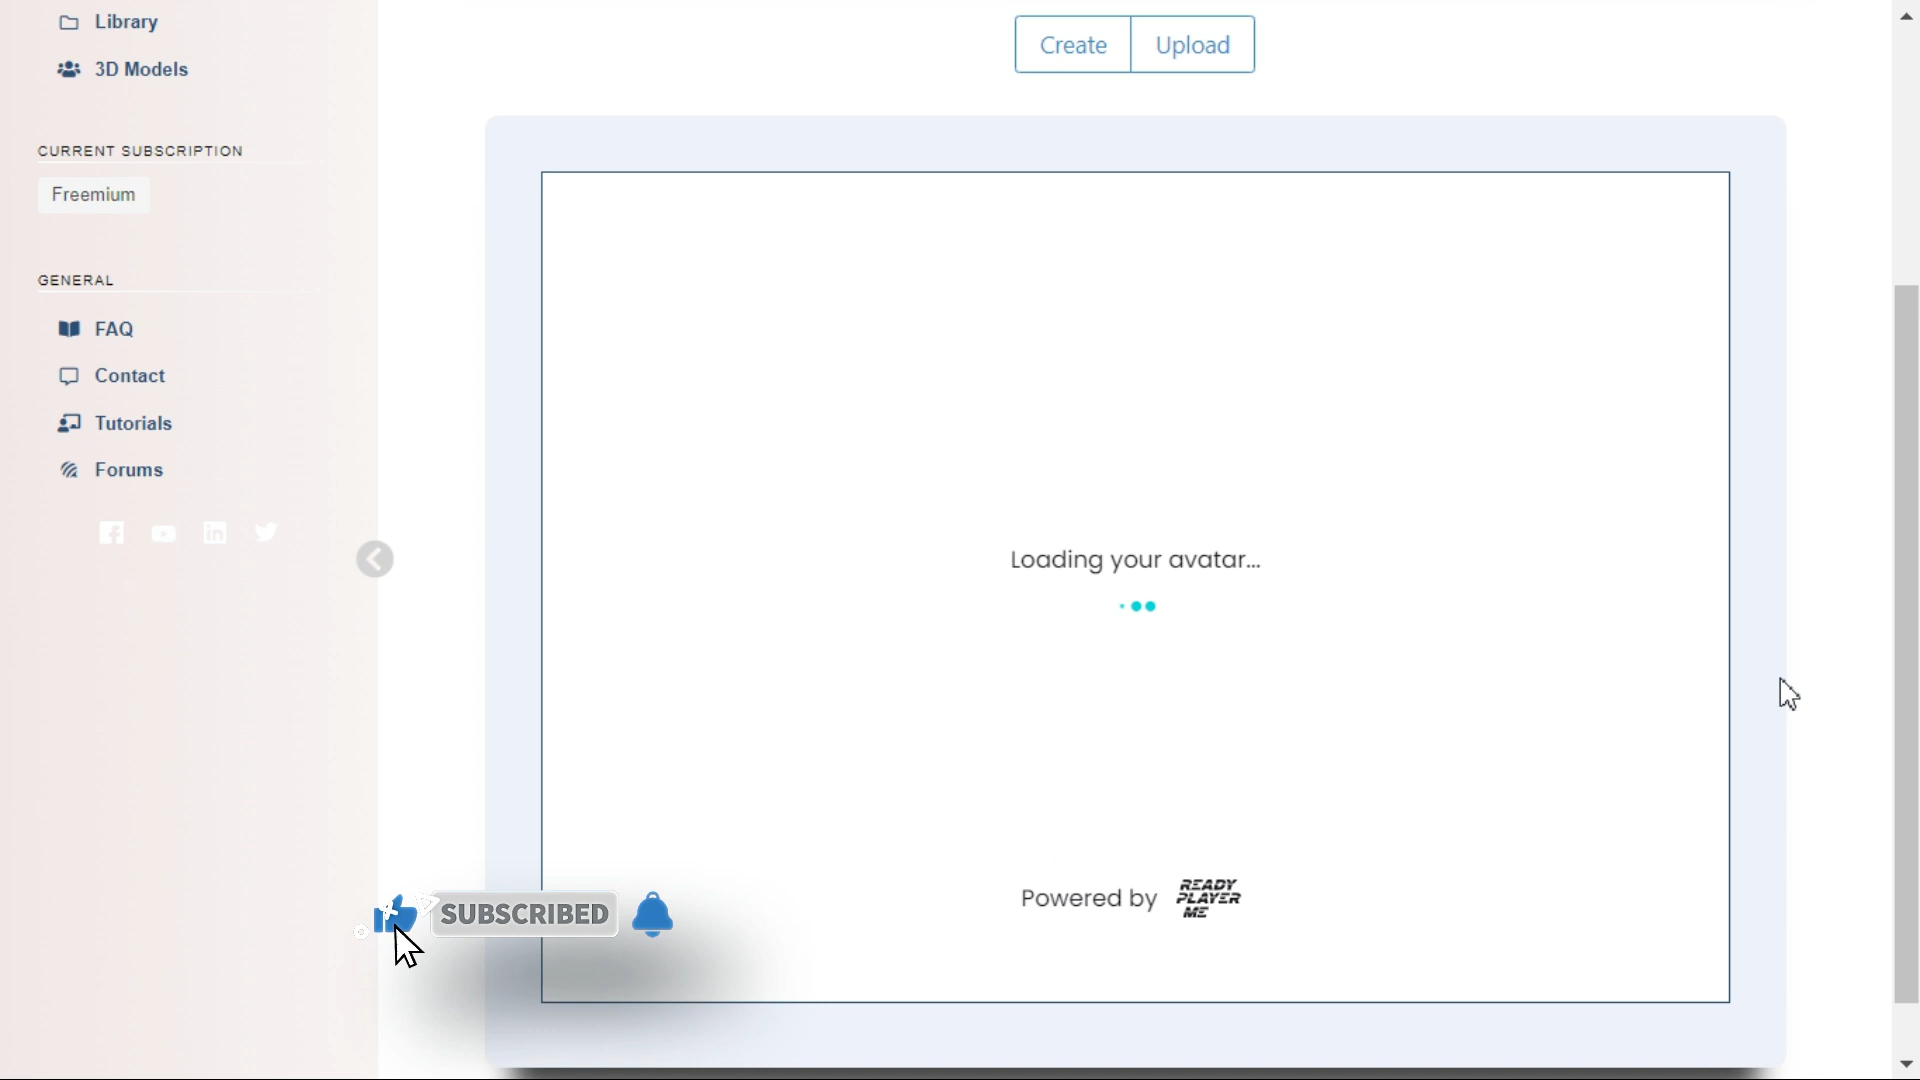 Library
3D Models
CURRENT SUBSCRIPTION
Freemium
GENERAL
FAQ
Contact
Tutorials
Forums
Create
Upload
Loading your avatar...
Powered by READY PLAYER ME
SUBSCRIBED